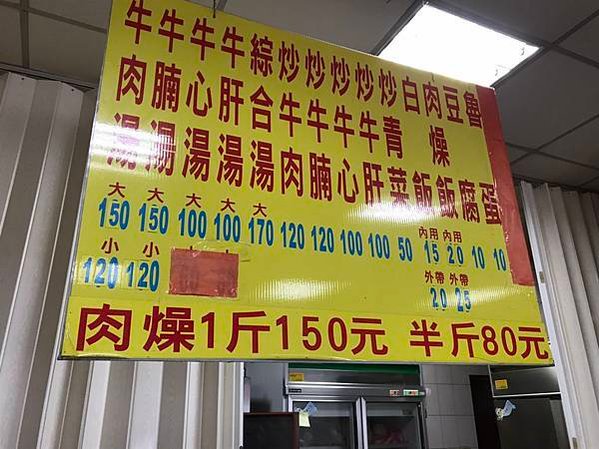 牛肉湯
大
150
小
120
牛腩湯
大
150
小
120
牛心湯
大
100
牛肝湯
大
100
綜合湯
大
170
炒牛肉
120
炒牛腩
120
炒牛心
100
炒牛肝
100
炒青菜
50
白飯
內用
15
外帶
20
肉燥飯
內用
20
外帶
25
豆腐
10
魯蛋
10
肉燥1斤150元 半斤80元